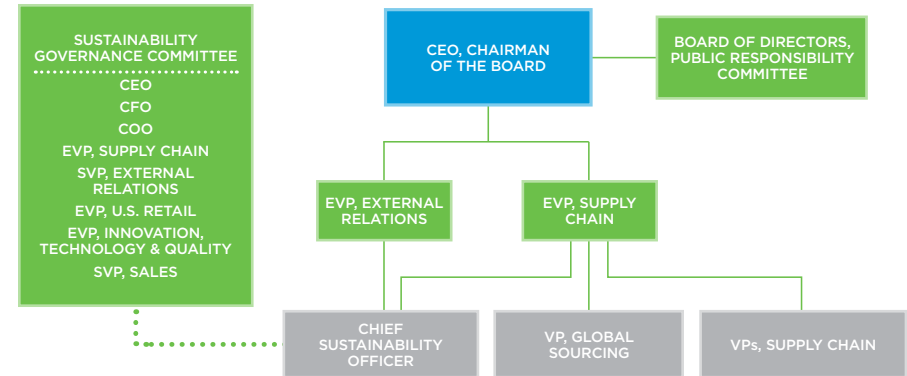 SUSTAINABILITY
GOVERNANCE COMMITTEE
CEO
CFO
COO
EVP, SUPPLY CHAIN
SVP, EXTERNAL
RELATIONS
EVP, U.S. RETAIL
EVP, INNOVATION,
TECHNOLOGY & QUALITY
SVP, SALES
CEO, CHAIRMAN
OF THE BOARD
BOARD OF DIRECTORS,
PUBLIC RESPONSIBILITY
COMMITTEE
EVP, EXTERNAL
RELATIONS
EVP, SUPPLY
CHAIN
CHIEF
SUSTAINABILITY
OFFICER
VP, GLOBAL
SOURCING
VPs, SUPPLY CHAIN